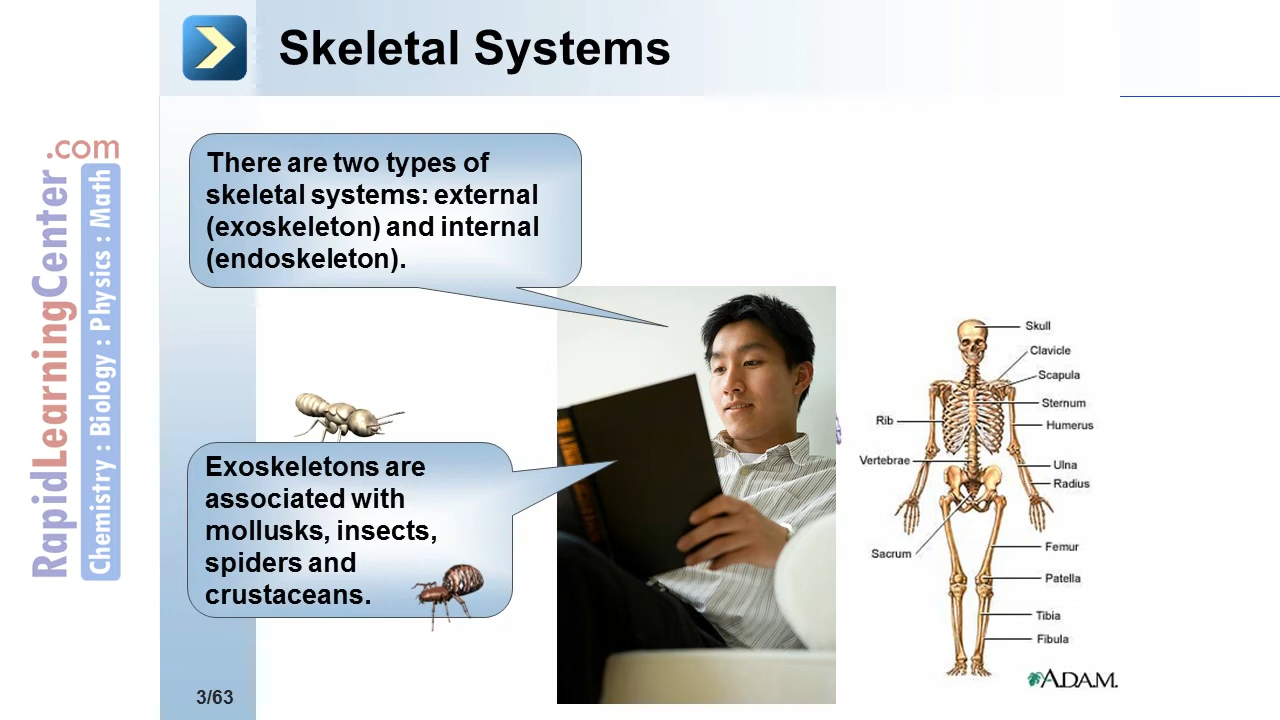 Skeletal Systems
RapidLearningCenter.com
Chemistry : Biology : Physics : Math
There are two types of
skeletal systems: external
(exoskeleton) and internal
(endoskeleton).
Exoskeletons are
associated with
mollusks, insects,
spiders and
crustaceans.
Skull
Clavicle
Scapula
Sternum
Rib
Humerus
Vertebrae
Ulna
Radius
Sacrum
Femur
Patella
Tibia
Fibula
A.D.A.M.
3/63